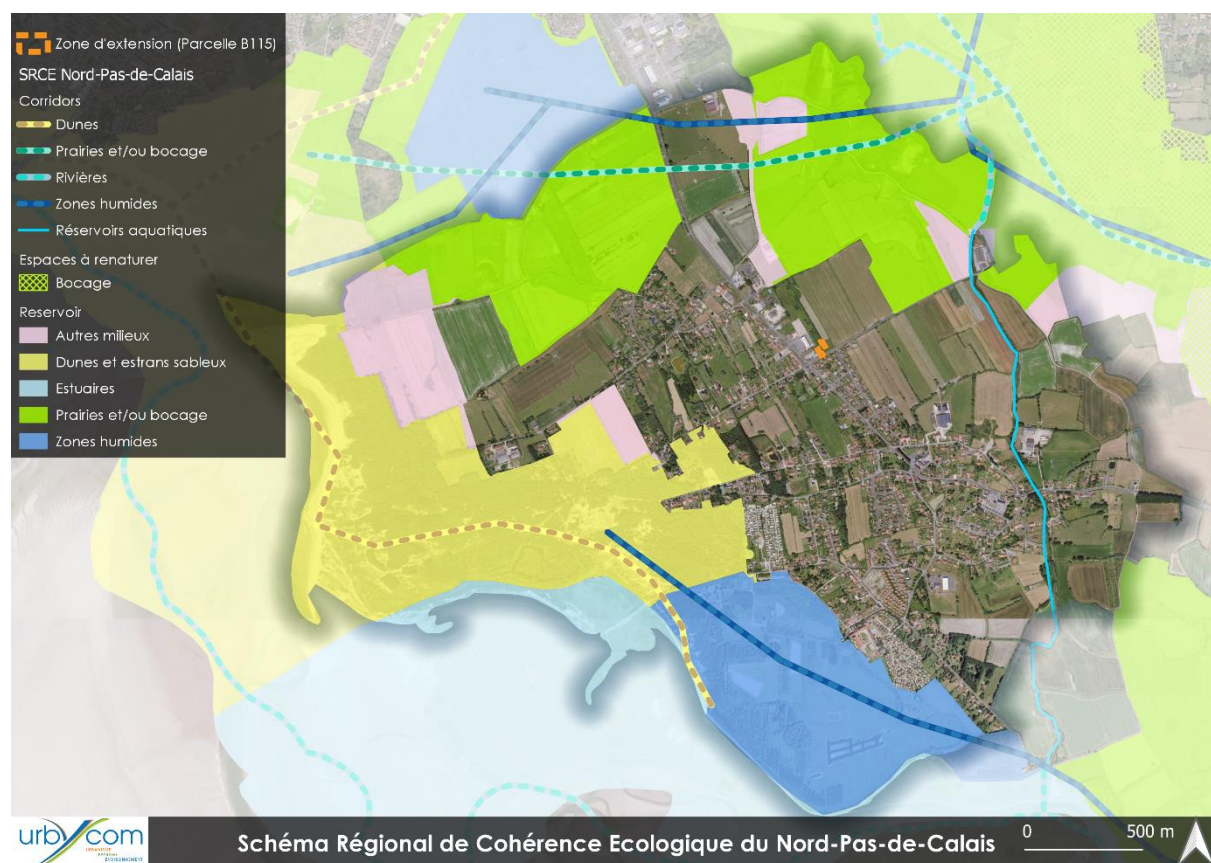 Zone d'extension (Parcelle B115)
SRCE Nord-Pas-de-Calais
Corridors
Dunes
Prairies et/ou bocage
Rivières
Zones humides
Réservoirs aquatiques
Espaces à renaturer
Bocage
Reservoir
Autres milieux
Dunes et estrans sableux
Estuaires
Prairies et/ou bocage
Zones humides
urbycom
ENVIRONNEMENT
Schéma Régional de Cohérence Ecologique du Nord-Pas-de-Calais
0 500 m